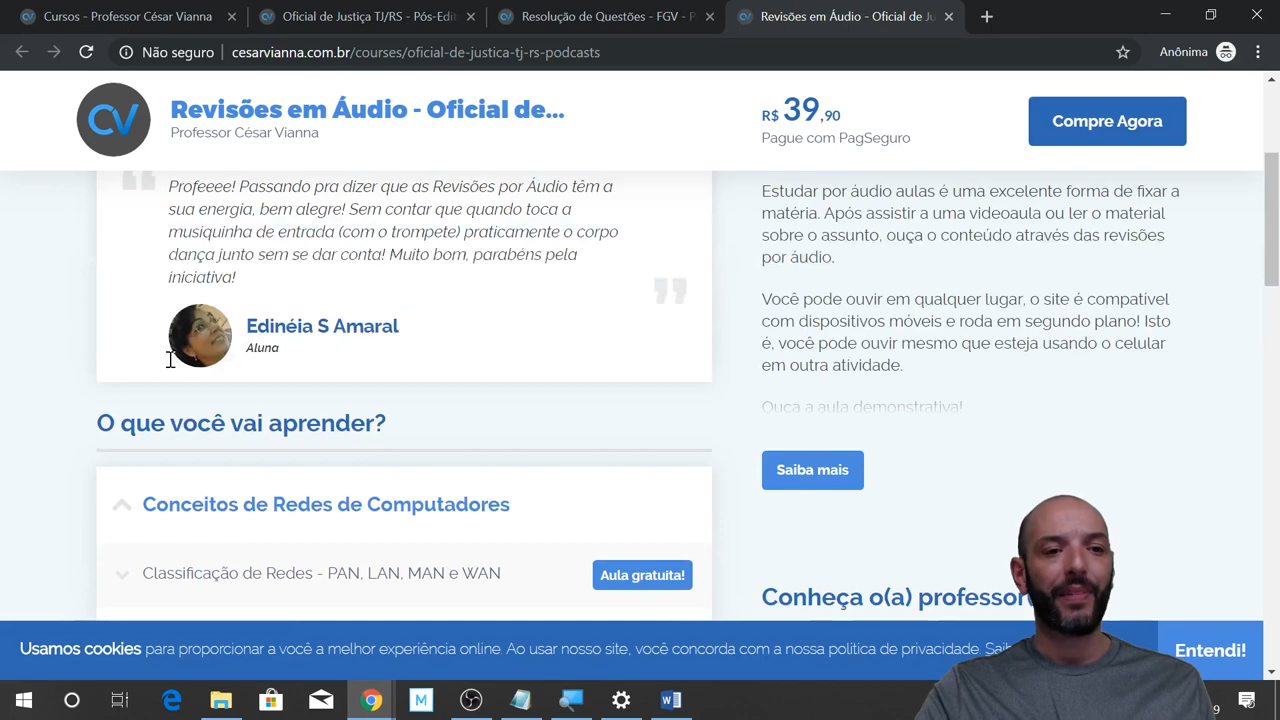 Cursos - Professor César Vianna
Oficial de Justiça TJ/RS - Pós-Edit
Resolução de Questões - FGV - P
Revisões em Áudio - Oficial de Ju
Não seguro
cesarvianna.com.br/courses/oficial-de-justica-tj-rs-podcasts
Anônima
CV
Revisões em Áudio - Oficial de...
Professor César Vianna
R$ 39,90
Pague com PagSeguro
Compre Agora
Profeeee! Passando pra dizer que as Revisões por Áudio têm a
sua energia, bem alegre! Sem contar que quando toca a
musiquinha de entrada (com o trompete) praticamente o corpo
dança junto sem se dar conta! Muito bom, parabéns pela
iniciativa!
Edinéia S Amaral
Aluna
O que você vai aprender?
Conceitos de Redes de Computadores
Classificação de Redes - PAN, LAN, MAN e WAN
Aula gratuita!
Estudar por áudio aulas é uma excelente forma de fixar a
matéria. Após assistir a uma videoaula ou ler o material
sobre o assunto, ouça o conteúdo através das revisões
por áudio.
Você pode ouvir em qualquer lugar, o site é compatível
com dispositivos móveis e roda em segundo plano! Isto
é, você pode ouvir mesmo que esteja usando o celular
em outra atividade.
Ouça a aula demonstrativa!
Saiba mais
Conheça o(a) professor(
Usamos cookies para proporcionar a você a melhor experiência online. Ao usar nosso site, você concorda com a nossa política de privacidade. Saib
Entendi!
M
9